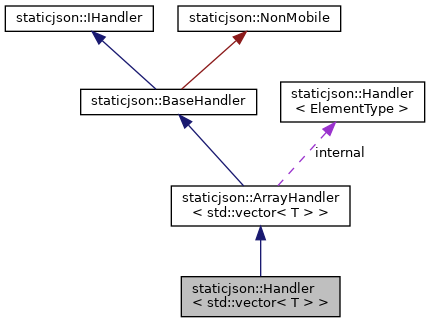 staticjson::IHandler
staticjson::NonMobile
staticjson::BaseHandler
staticjson::Handler
< ElementType >
internal
staticjson::ArrayHandler
< std::vector< T > >
staticjson::Handler
< std::vector< T > >